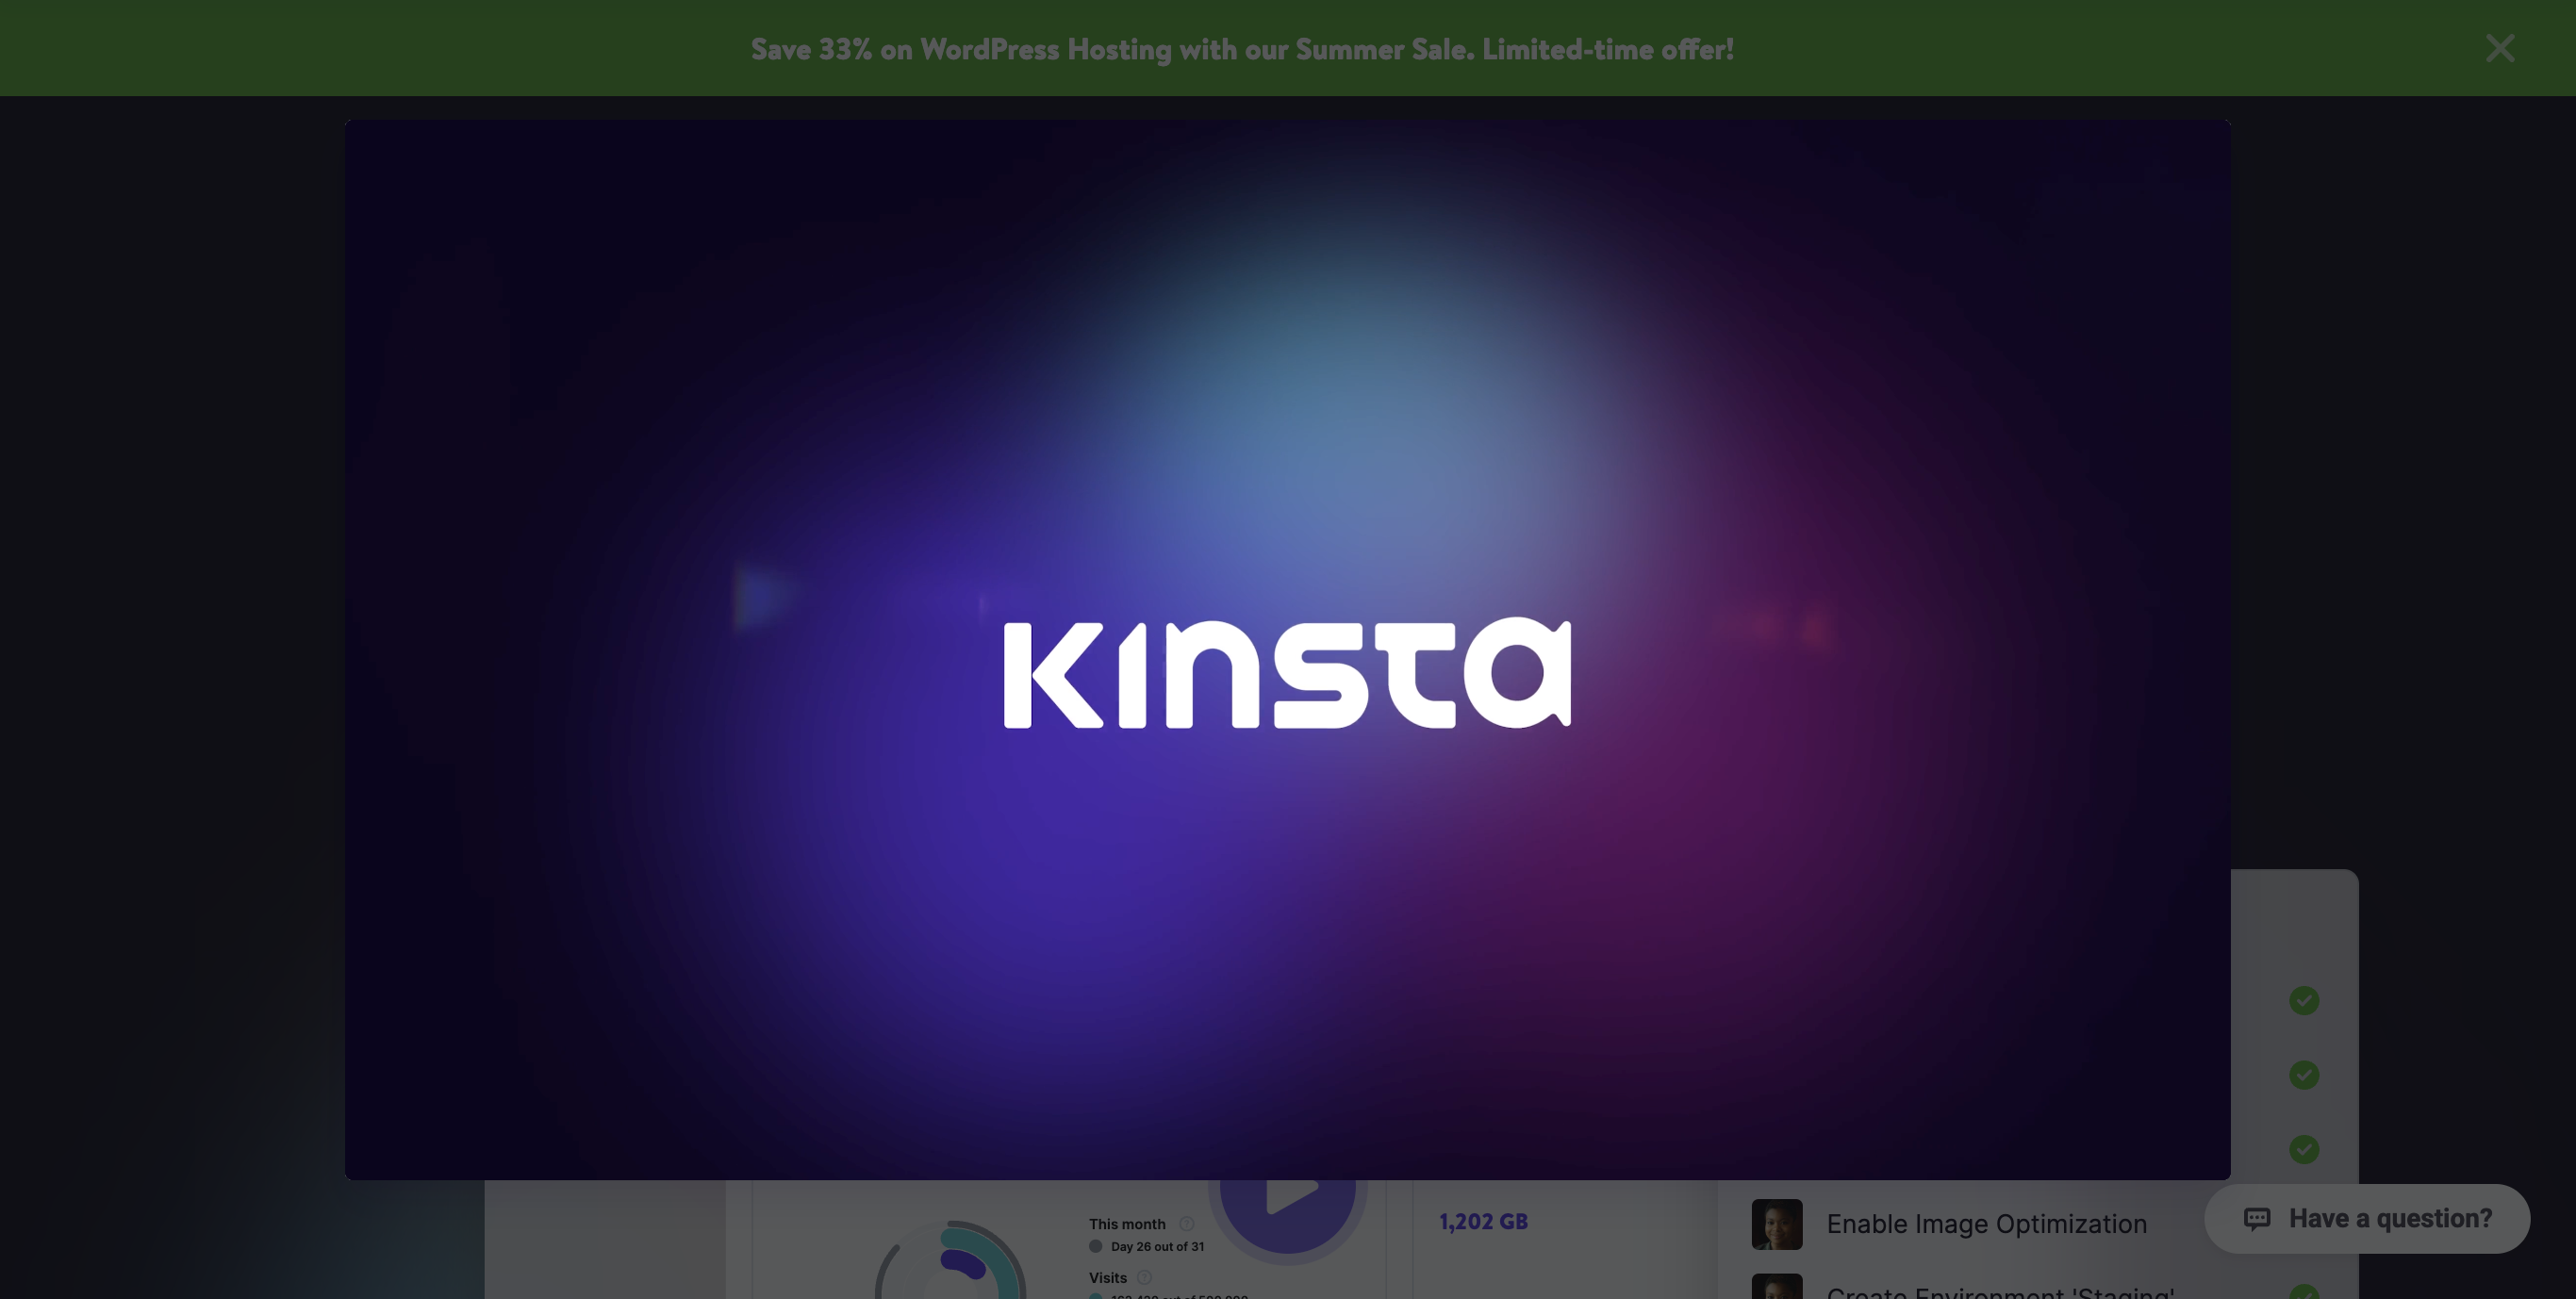 Save 33% on WordPress Hosting with our Summer Sale. Limited-time offer!
KINSTA
This month
Day 26 out of 31
Visits
1,202 GB
Enable Image Optimization
Have a question?
Create Environment 'Staging'